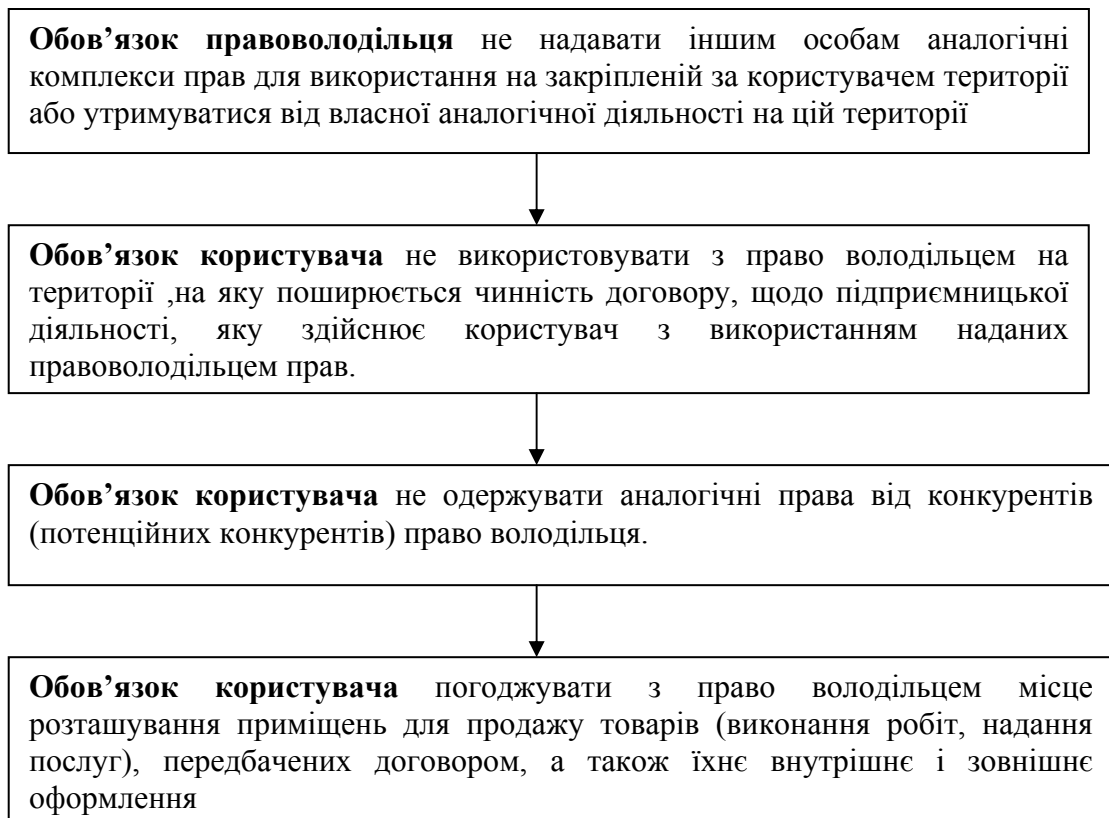 Обов’язок правоволодільця не надавати іншим особам аналогічні
комплекси прав для використання на закріпленій за користувачем території
або утримуватися від власної аналогічної діяльності на цій території
Обов’язок користувача не використовувати з право володільцем на
території ,на яку поширюється чинність договору, щодо підприємницької
діяльності, яку здійснює користувач з використанням наданих
правоволодільцем прав.
Обов’язок користувача не одержувати аналогічні права від конкурентів
(потенційних конкурентів) право володільця.
Обов’язок користувача погоджувати з право володільцем місце
розташування приміщень для продажу товарів (виконання робіт, надання
послуг), передбачених договором, а також їхнє внутрішнє і зовнішнє
оформлення